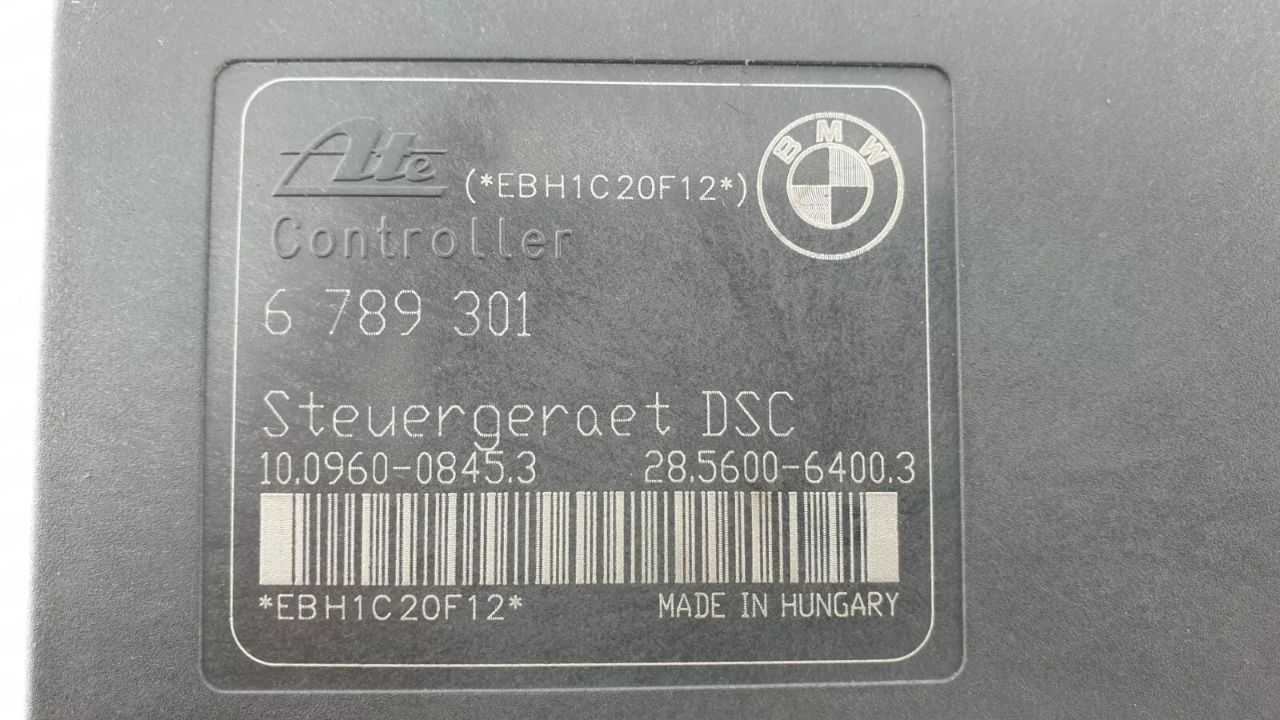 Ate (*EBH1C20F12*) BMW
Controller
6 789 301
Steuergeraet DSC
10.0960-0845.3 28.5600-6400.3
*EBH1C20F12* MADE IN HUNGARY